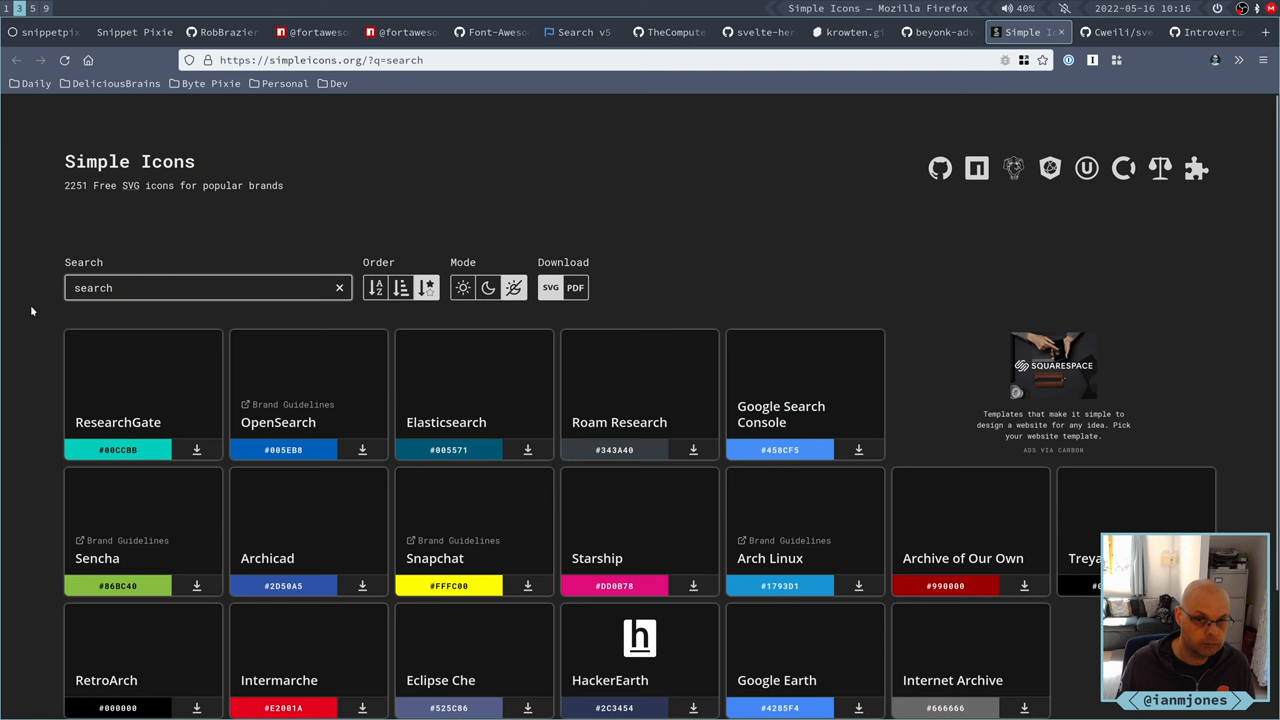 1 3 5 9
Simple Icons — Mozilla Firefox
40%
2022-05-16 10:16
snippetpix
Snippet Pixie
RobBrazier
@fortaweso
@fortaweso
Font-Aweso
Search v5
TheCompute
svelte-hero
krowten.gi
beyonk-adv
Simple Ic
Cweili/sve
Introvertu
https://simpleicons.org/?q=search
Daily
DeliciousBrains
Byte Pixie
Personal
Dev
Simple Icons
2251 Free SVG icons for popular brands
Search
Order
Mode
Download
search
SVG
PDF
ResearchGate
#00CCBB
Brand Guidelines
OpenSearch
#005EB8
Elasticsearch
#005571
Roam Research
#343A40
Google Search
Console
#458CF5
SQUARESPACE
Templates that make it simple to
design a website for any idea. Pick
your website template.
ADS VIA CARBON
Brand Guidelines
Sencha
#86BC40
Archicad
#2D50A5
Brand Guidelines
Snapchat
#FFFC00
Starship
#DD0B78
Brand Guidelines
Arch Linux
#1793D1
Archive of Our Own
#990000
Treya
RetroArch
#000000
Intermarche
#E2001A
Eclipse Che
#525C86
h
HackerEarth
#2C3454
Google Earth
#4285F4
Internet Archive
#666666
@ianmjones